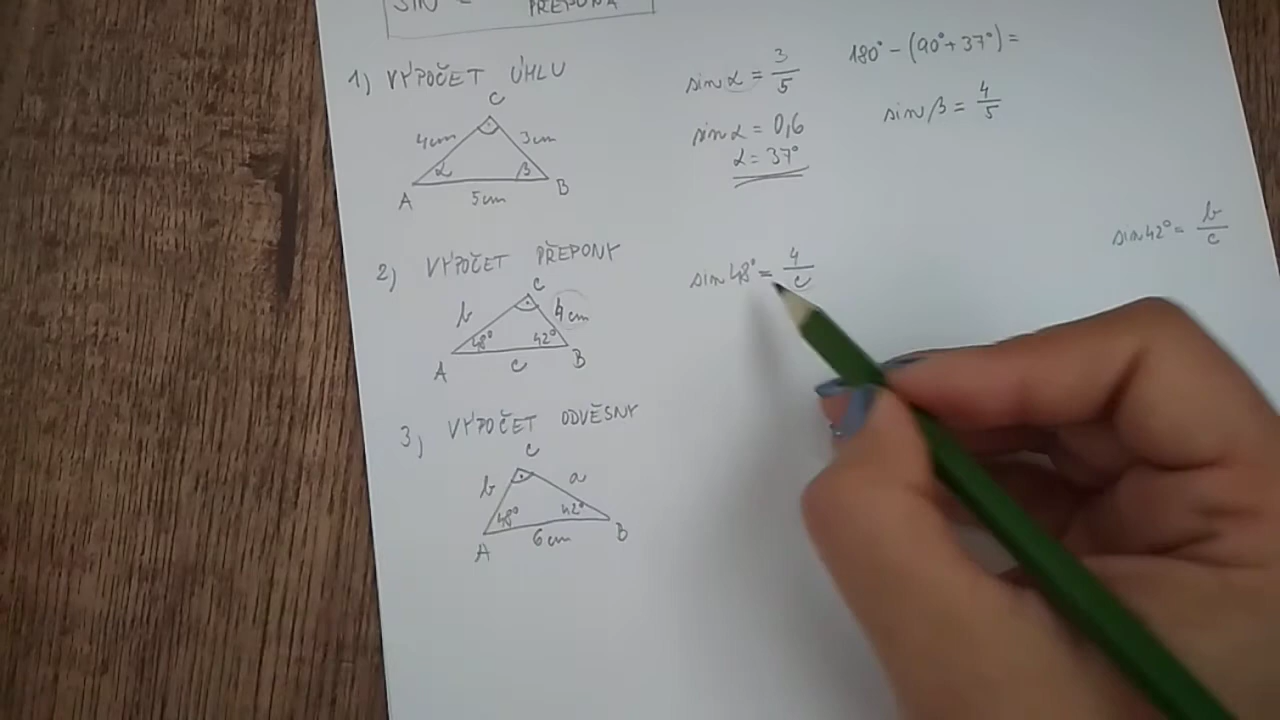 SIN PŘEPONA
1) VÝPOČET ÚHLU
C
4cm 3cm
α β
A 5cm B
sin α = 3/5
sin α = 0,6
α = 37°
180° - (90° + 37°) =
sin β = 4/5
2) VÝPOČET PŘEPONY
C
b 4cm
48° 42°
A c B
sin 48° = 4/c
sin 42° = b/c
3) VÝPOČET ODVĚSNY
C
b a
48° 42°
A 6cm B